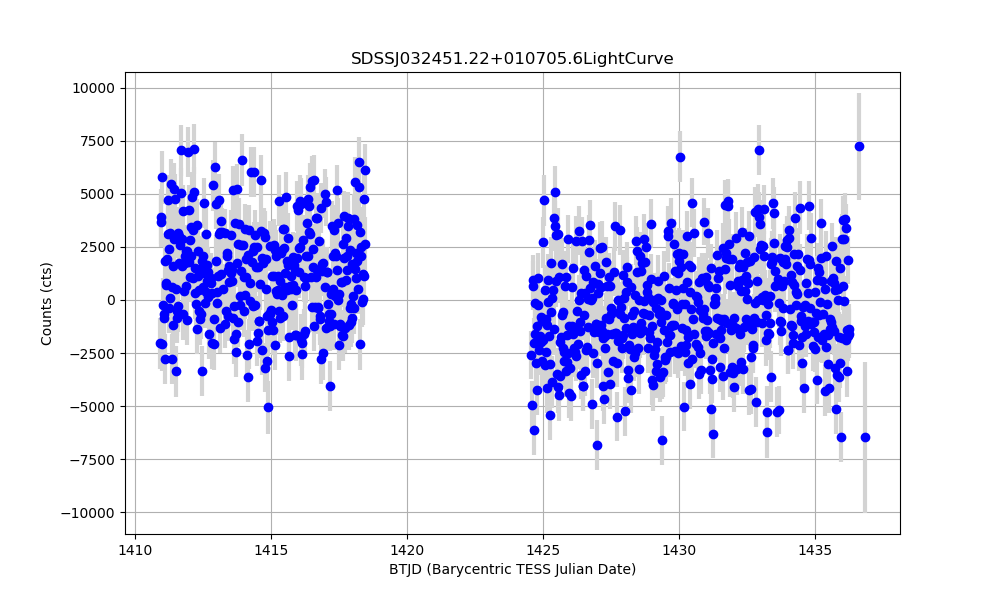 SDSSJ032451.22+010705.6LightCurve
10000
7500
5000
2500
0
−2500
−5000
−7500
−10000
Counts (cts)
1410 1415 1420 1425 1430 1435
BTJD (Barycentric TESS Julian Date)